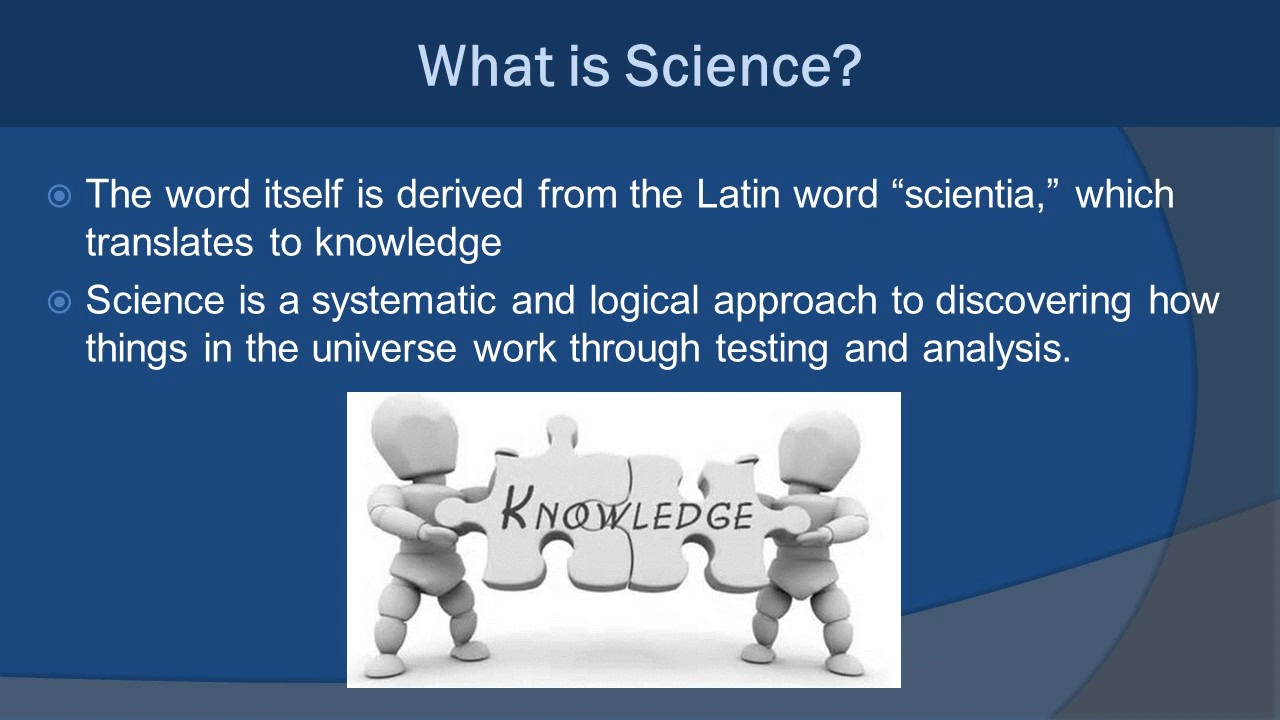 What is Science?
The word itself is derived from the Latin word “scientia,” which
translates to knowledge
Science is a systematic and logical approach to discovering how
things in the universe work through testing and analysis.
KNOWLEDGE